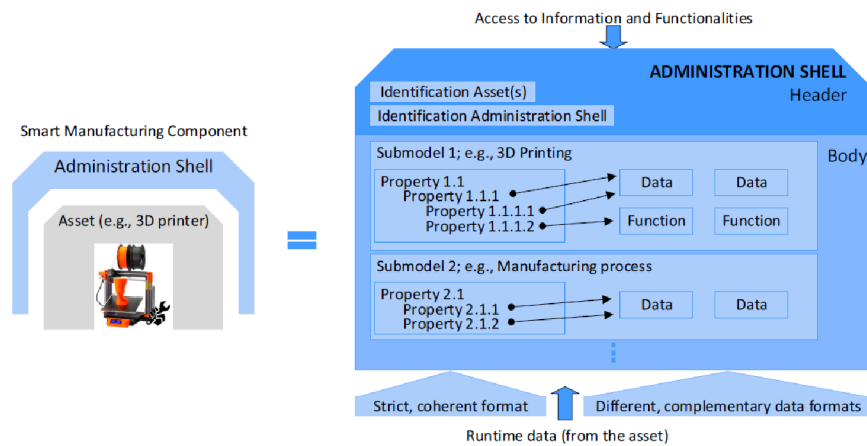 Smart Manufacturing Component
Administration Shell
Asset (e.g., 3D printer)
Access to Information and Functionalities
ADMINISTRATION SHELL
Header
Identification Asset(s)
Identification Administration Shell
Body
Submodel 1; e.g., 3D Printing
Property 1.1
Property 1.1.1
Property 1.1.1.1
Property 1.1.1.2
Data
Data
Function
Function
Submodel 2; e.g., Manufacturing process
Property 2.1
Property 2.1.1
Property 2.1.2
Data
Data
Strict, coherent format
Different, complementary data formats
Runtime data (from the asset)